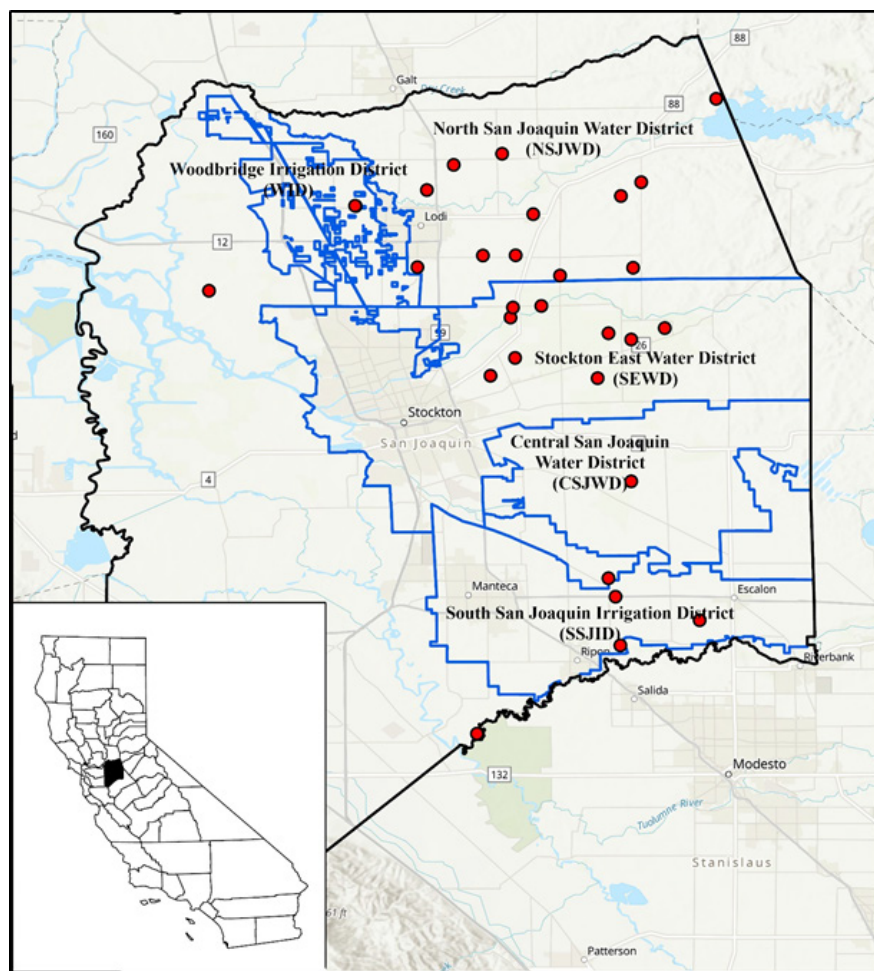 88
Galt
Dry Creek
88
160
North San Joaquin Water District
(NSJWD)
Woodbridge Irrigation District
(WID)
Lodi
12
99
26
Stockton East Water District
(SEWD)
Stockton
San Joaquin
Central San Joaquin
Water District
(CSJWD)
4
Manteca
Escalon
South San Joaquin Irrigation District
(SSJID)
Ripon
Riverbank
Salida
132
Modesto
Tuolumne River
Stanislaus
61 ft
Patterson